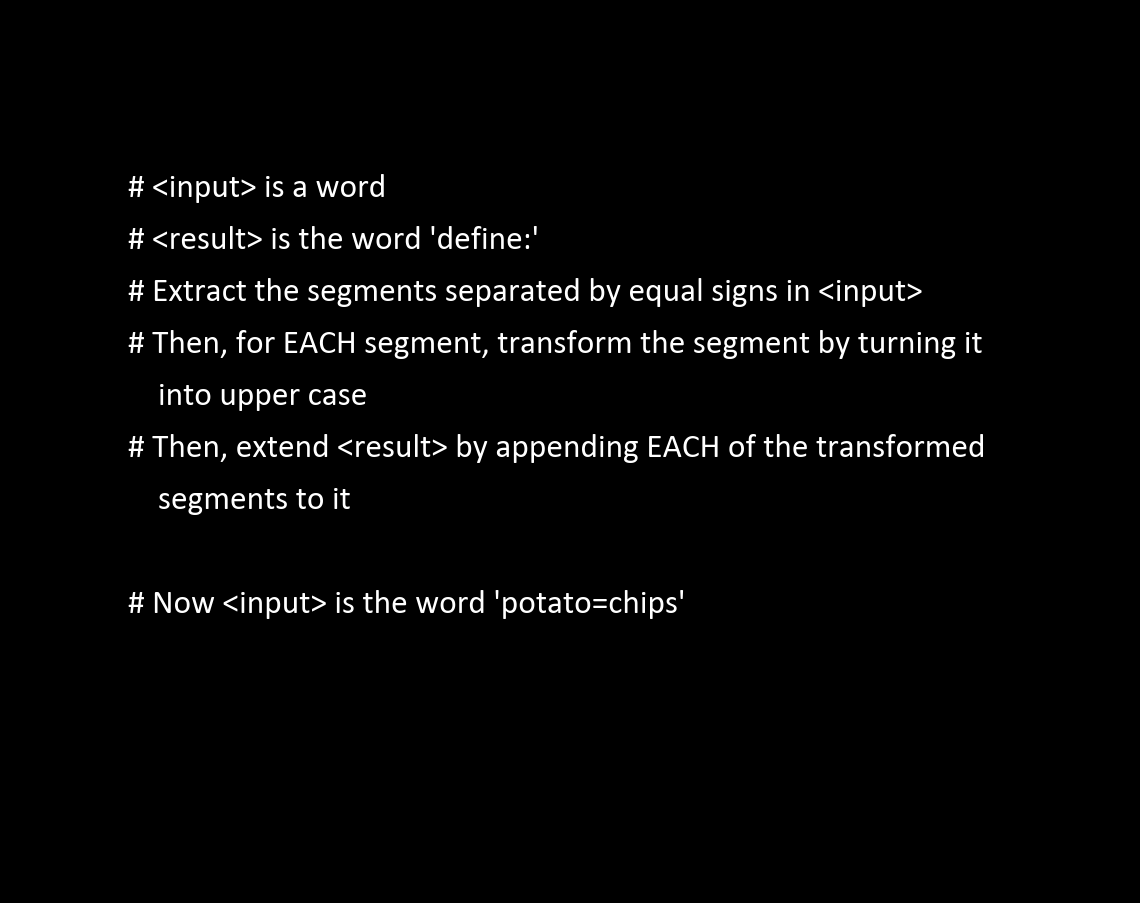 # <input> is a word
# <result> is the word 'define:'
# Extract the segments separated by equal signs in <input>
# Then, for EACH segment, transform the segment by turning it
into upper case
# Then, extend <result> by appending EACH of the transformed
segments to it
# Now <input> is the word 'potato=chips'